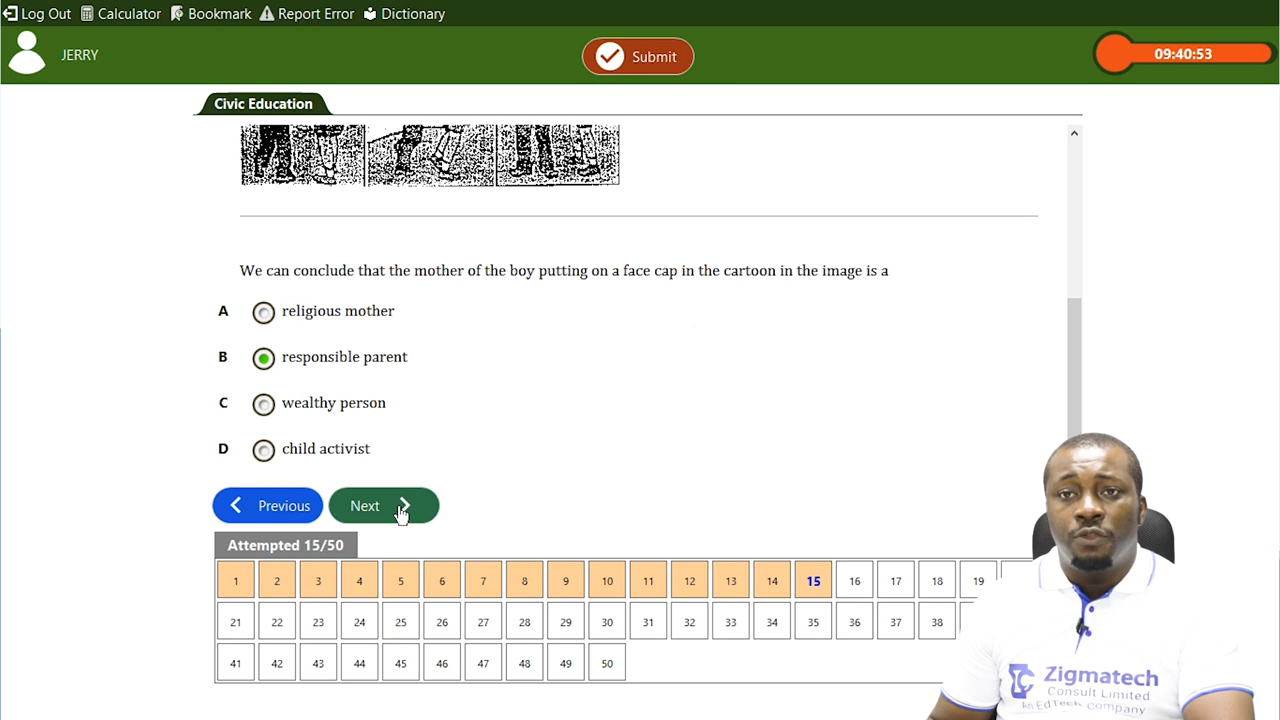 Log Out Calculator Bookmark Report Error Dictionary
JERRY
Submit
09:40:53
Civic Education
We can conclude that the mother of the boy putting on a face cap in the cartoon in the image is a
A religious mother
B responsible parent
C wealthy person
D child activist
Previous Next
Attempted 15/50
1 2 3 4 5 6 7 8 9 10 11 12 13 14 15 16 17 18 19
21 22 23 24 25 26 27 28 29 30 31 32 33 34 35 36 37 38
41 42 43 44 45 46 47 48 49 50
Zigmatech
Consult Limited
An EdTech Company